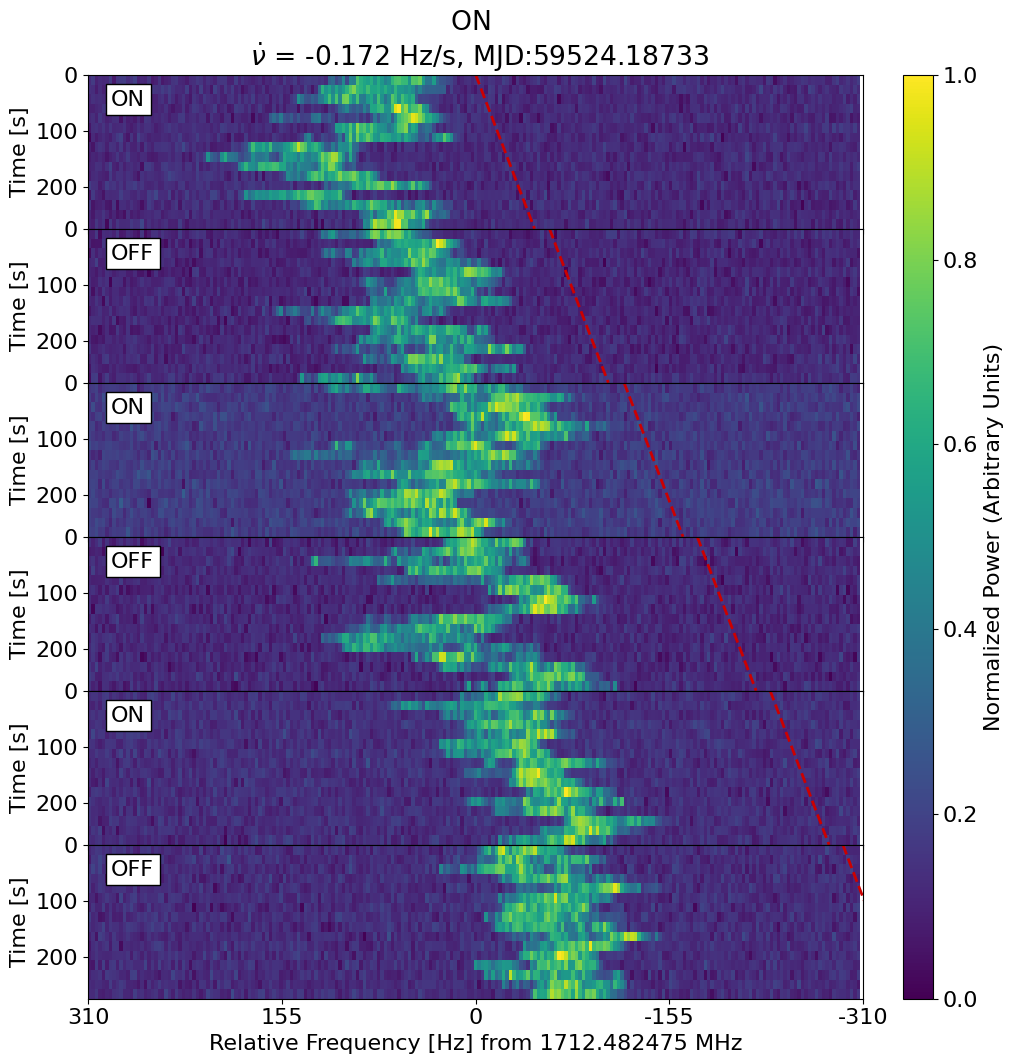 ON
ν̇ = -0.172 Hz/s, MJD:59524.18733
0
100
200
Time [s]
ON
0
100
200
Time [s]
OFF
0
100
200
Time [s]
ON
0
100
200
Time [s]
OFF
0
100
200
Time [s]
ON
0
100
200
Time [s]
OFF
310 155 0 -155 -310
Relative Frequency [Hz] from 1712.482475 MHz
1.0
0.8
0.6
0.4
0.2
0.0
Normalized Power (Arbitrary Units)